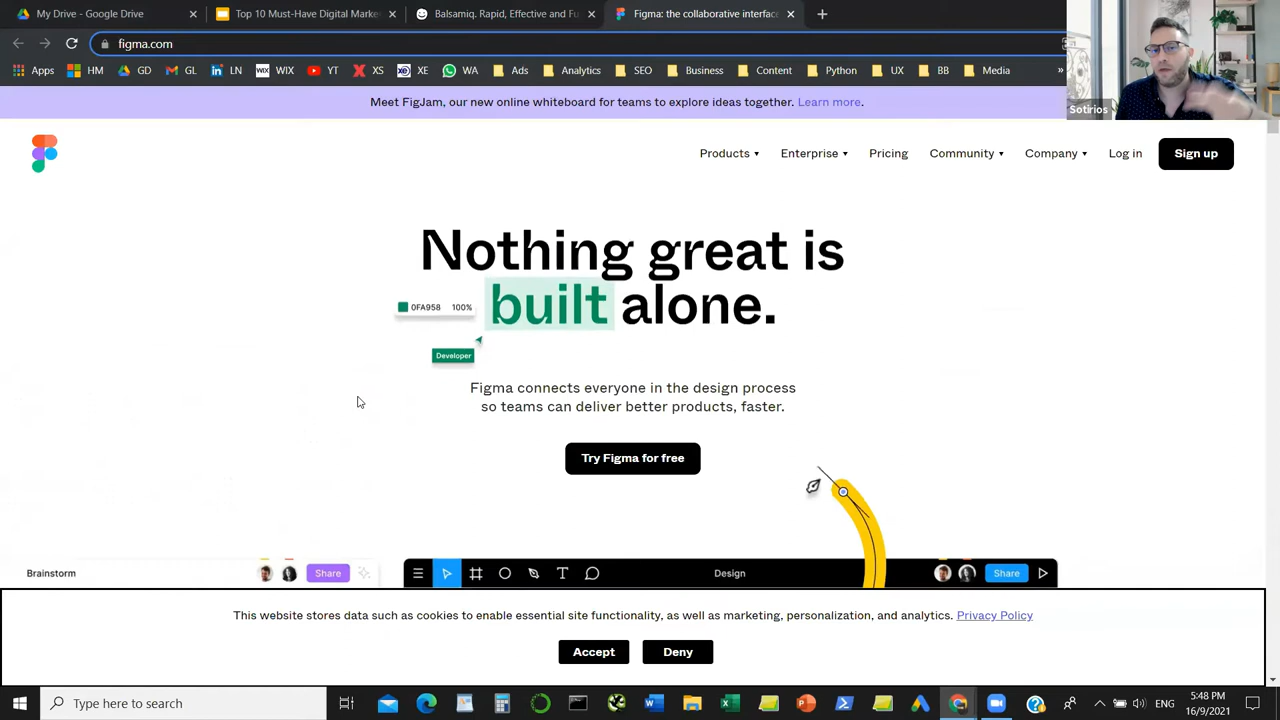 My Drive - Google Drive
Top 10 Must-Have Digital Market
Balsamiq. Rapid, Effective and Fu
Figma: the collaborative interface
figma.com
Apps HM GD GL LN WIX YT XS XE WA Ads Analytics SEO Business Content Python UX BB Media »
Sotirios
Meet FigJam, our new online whiteboard for teams to explore ideas together. Learn more.
Products Enterprise Pricing Community Company Log in Sign up
Nothing great is
built alone.
0FA958 100%
Developer
Figma connects everyone in the design process
so teams can deliver better products, faster.
Try Figma for free
Brainstorm Share
Design Share
This website stores data such as cookies to enable essential site functionality, as well as marketing, personalization, and analytics. Privacy Policy
Accept Deny
Type here to search
ENG
5:48 PM
16/9/2021